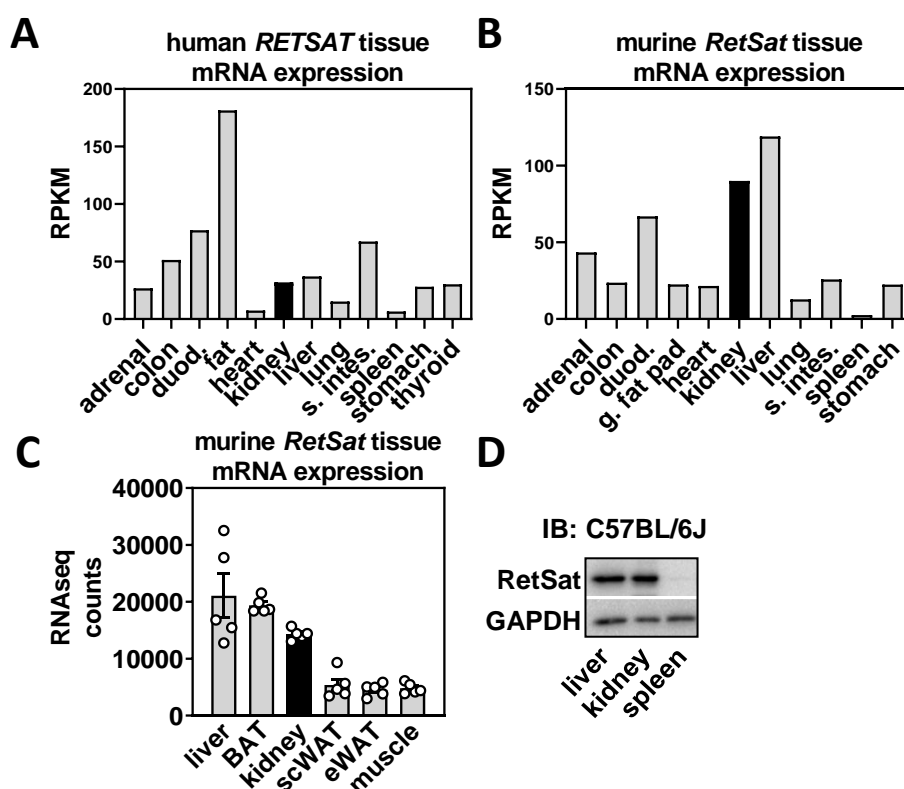 A
human RETSAT tissue
mRNA expression
RPKM
200
150
100
50
0
adrenal
colon
duod.
fat
heart
kidney
liver
lung
s. intes.
spleen
stomach
thyroid
B
murine RetSat tissue
mRNA expression
RPKM
150
100
50
0
adrenal
colon
duod.
g. fat pad
heart
kidney
liver
lung
s. intes.
spleen
stomach
C
murine RetSat tissue
mRNA expression
RNAseq
counts
40000
30000
20000
10000
0
liver
BAT
kidney
scWAT
eWAT
muscle
D
IB: C57BL/6J
RetSat
GAPDH
liver
kidney
spleen